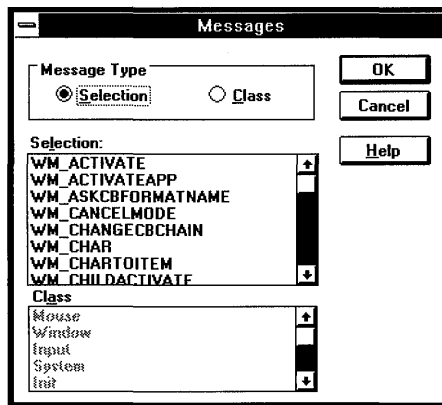 Messages
Message Type
Selection
Class
OK
Cancel
Help
Selection:
WM_ACTIVATE
WM_ACTIVATEAPP
WM_ASKCBFORMATNAME
WM_CANCELMODE
WM_CHANGECBCHAIN
WM_CHAR
WM_CHARTOITEM
WM_CHILDACTIVATE
Class
Mouse
Window
Input
System
Init